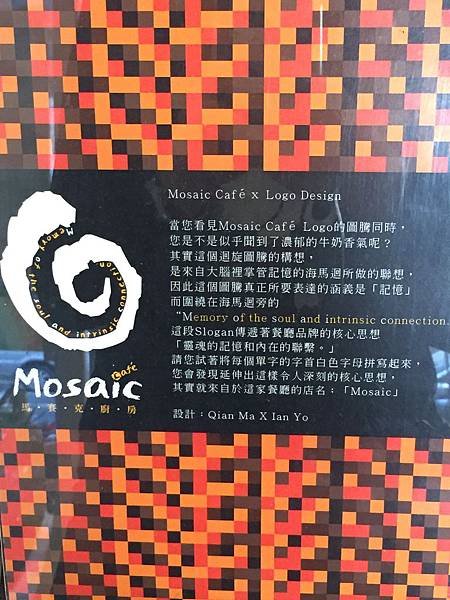 Memory of the soul and intrinsic connection
Mosaic
Café
馬·賽·克·廚·房
Mosaic Café x Logo Design
當您看見Mosaic Café Logo的圖騰同時，
您是不是似乎聞到了濃郁的牛奶香氣呢？
其實這個迴旋圖騰的構想，
是來自大腦裡掌管記憶的海馬迴所做的聯想，
因此這個圖騰真正所要表達的涵義是「記憶」
而圍繞在海馬迴旁的
“Memory of the soul and intrinsic connection.
這段Slogan傳遞著餐廳品牌的核心思想
「靈魂的記憶和內在的聯繫。」
請您試著將每個單字的字首白色字母拼寫起來，
您會發現延伸出這樣令人深刻的核心思想，
其實就來自於這家餐廳的店名：「Mosaic」
設計：Qian Ma X Ian Yo